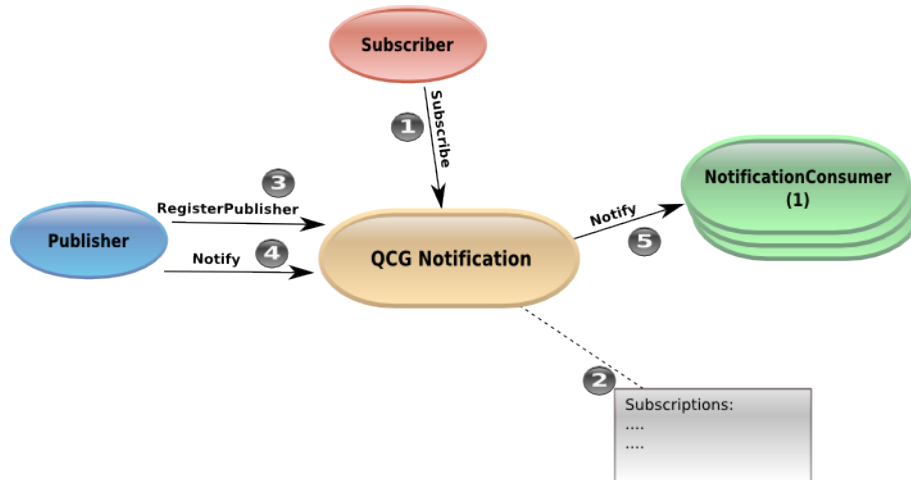 Subscriber
Subscribe
1
3
RegisterPublisher
Publisher
Notify
4
QCG Notification
Notify
5
NotificationConsumer
(1)
2
Subscriptions:
....
....